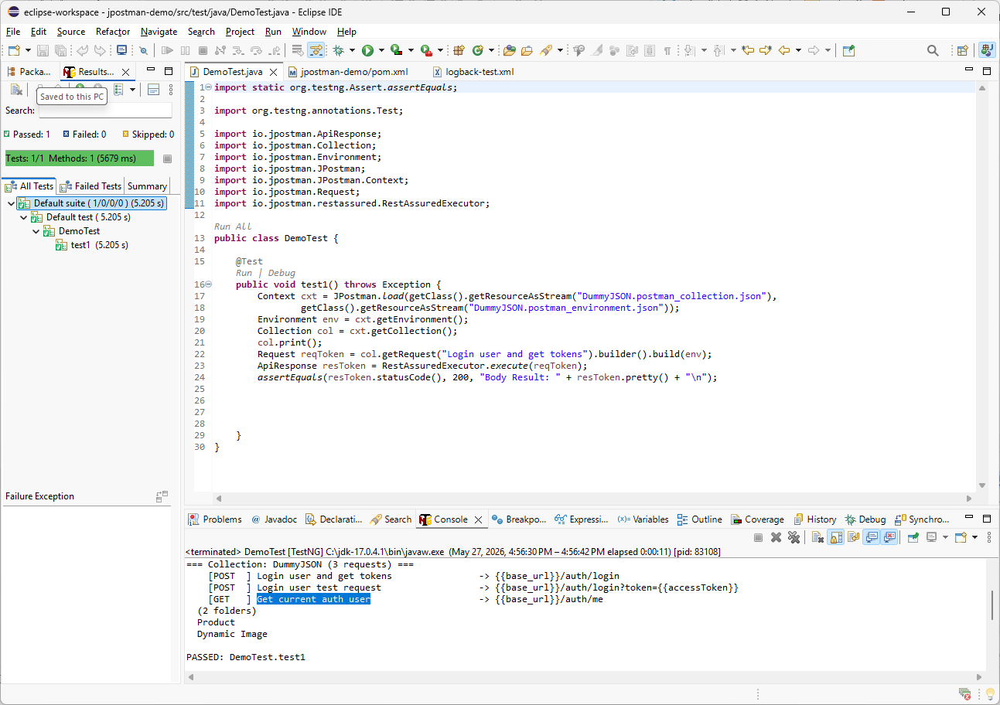 eclipse-workspace - jpostman-demo/src/test/java/DemoTest.java - Eclipse IDE
File Edit Source Refactor Navigate Search Project Run Window Help
Packa... Results...
Saved to this PC
Search:
Passed: 1 Failed: 0 Skipped: 0
Tests: 1/1 Methods: 1 (5679 ms)
All Tests Failed Tests Summary
Default suite ( 1/0/0/0 ) (5.205 s)
Default test ( 5.205 s)
DemoTest
test1 (5.205 s)
Failure Exception
DemoTest.java jpostman-demo/pom.xml logback-test.xml
1 import static org.testng.Assert.assertEquals;
2
3 import org.testng.annotations.Test;
4
5 import io.jpostman.ApiResponse;
6 import io.jpostman.Collection;
7 import io.jpostman.Environment;
8 import io.jpostman.JPostman;
9 import io.jpostman.JPostman.Context;
10 import io.jpostman.Request;
11 import io.jpostman.restassured.RestAssuredExecutor;
12
Run All
13 public class DemoTest {
14
15 @Test
Run | Debug
16 public void test1() throws Exception {
17 Context cxt = JPostman.load(getClass().getResourceAsStream("DummyJSON.postman_collection.json"),
18 getClass().getResourceAsStream("DummyJSON.postman_environment.json"));
19 Environment env = cxt.getEnvironment();
20 Collection col = cxt.getCollection();
21 col.print();
22 Request reqToken = col.getRequest("Login user and get tokens").builder().build(env);
23 ApiResponse resToken = RestAssuredExecutor.execute(reqToken);
24 assertEquals(resToken.statusCode(), 200, "Body Result: " + resToken.pretty() + "\n");
25
26
27
28
29 }
30 }
Problems Javadoc Declarati... Search Console Breakpo... Expressi... Variables Outline Coverage History Debug Synchro...
<terminated> DemoTest [TestNG] C:\jdk-17.0.4.1\bin\javaw.exe (May 27, 2026, 4:56:30 PM – 4:56:42 PM elapsed 0:00:11) [pid: 83108]
=== Collection: DummyJSON (3 requests) ===
[POST ] Login user and get tokens -> {{base_url}}/auth/login
[POST ] Login user test request -> {{base_url}}/auth/login?token={{accessToken}}
[GET ] Get current auth user -> {{base_url}}/auth/me
(2 folders)
Product
Dynamic Image
PASSED: DemoTest.test1